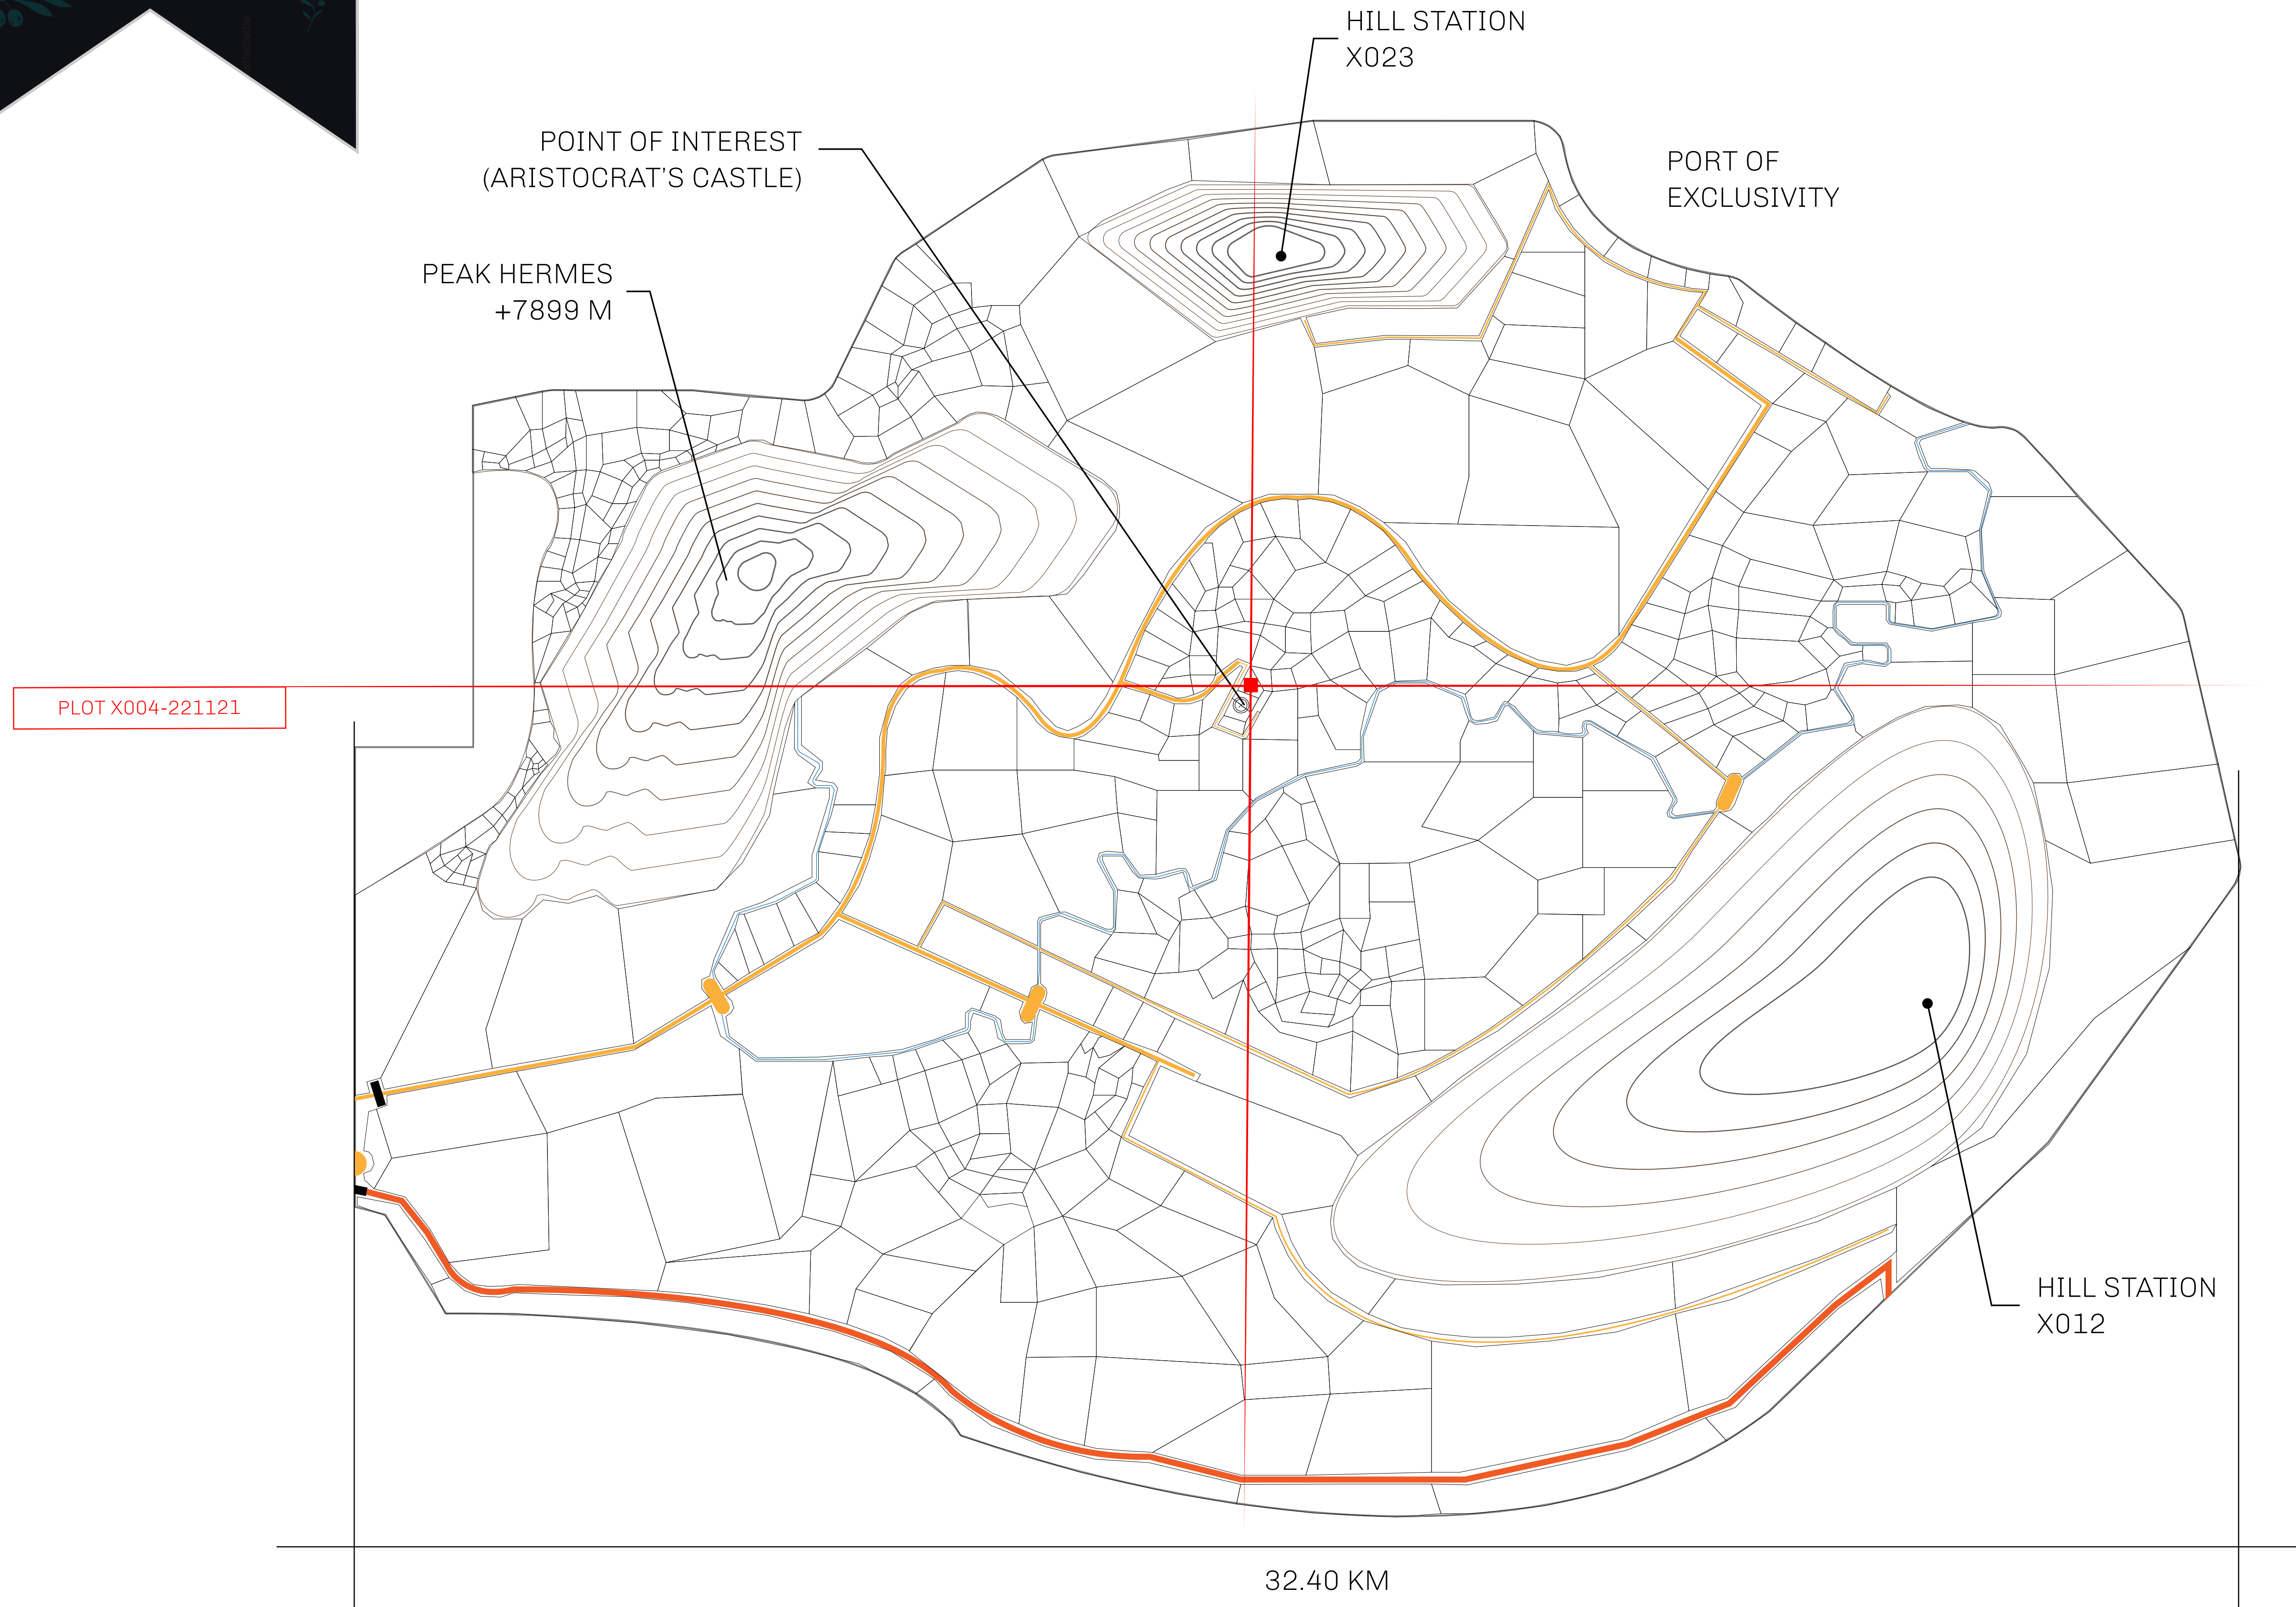 HILL STATION
X023
POINT OF INTEREST
(ARISTOCRAT'S CASTLE)
PORT OF
EXCLUSIVITY
PEAK HERMES
+7899 M
PLOT X004-221121
HILL STATION
X012
32.40 KM